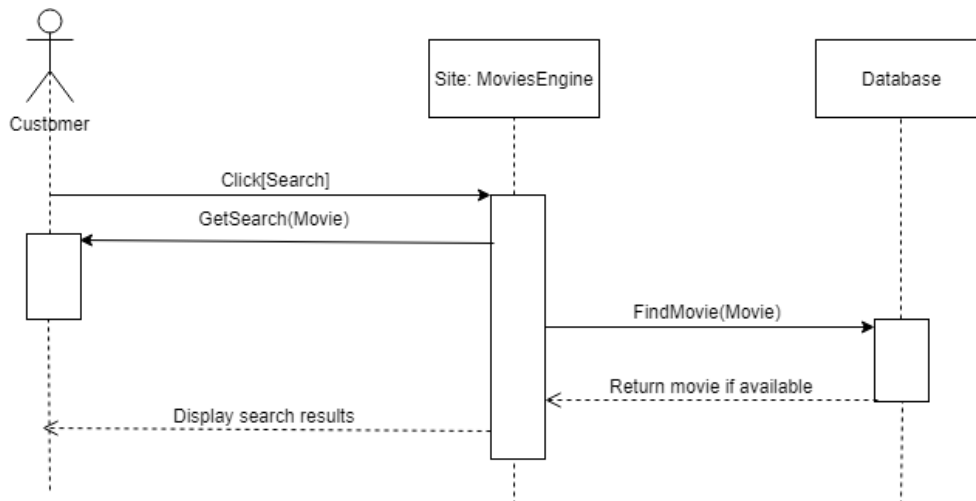 Site: MoviesEngine
Database
Customer
Click[Search]
GetSearch(Movie)
FindMovie(Movie)
Return movie if available
Display search results